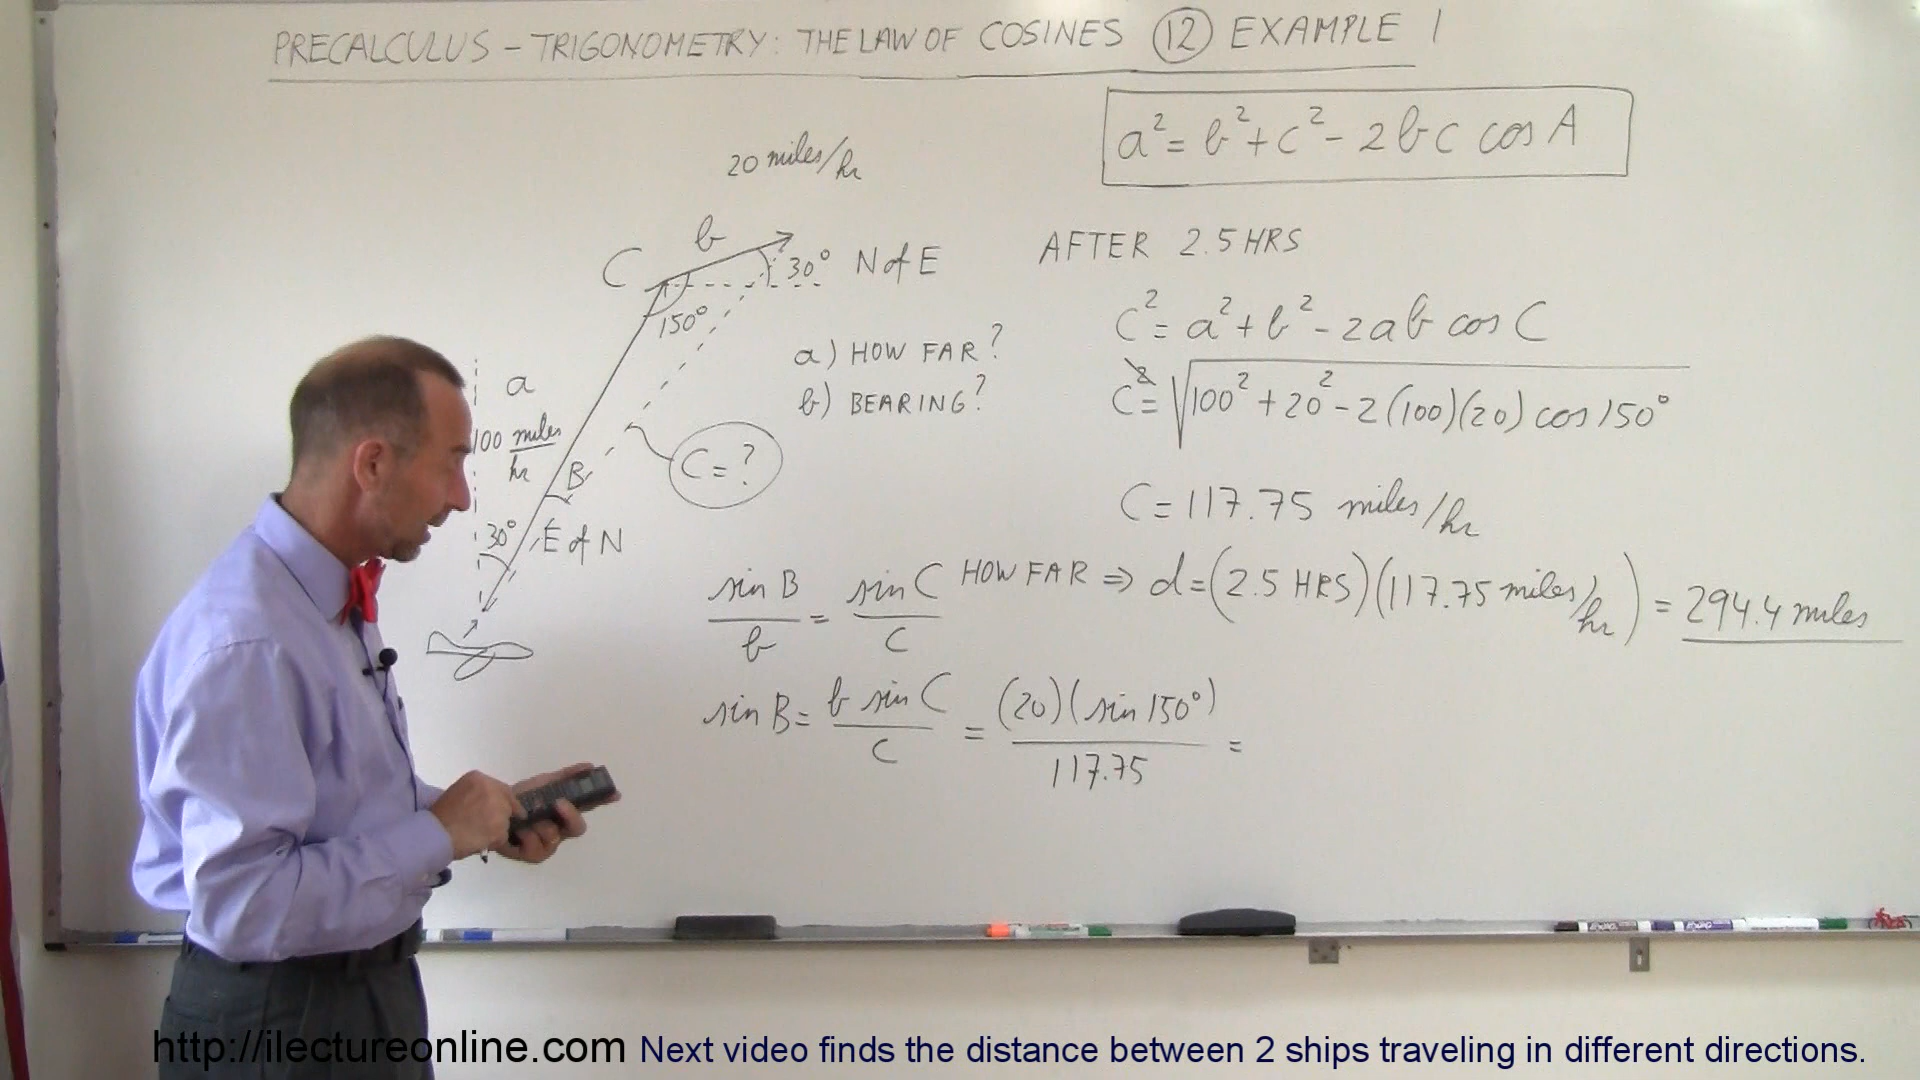 PRECALCULUS - TRIGONOMETRY: THE LAW OF COSINES ⑫ EXAMPLE 1
a² = b² + c² - 2bc cos A
20 miles/hr
C b 30° N of E
150°
a
100 miles/hr
B
30° E of N
C = ?
a) HOW FAR?
b) BEARING?
AFTER 2.5 HRS
C² = a² + b² - 2ab cos C
C² = √100² + 20² - 2(100)(20) cos 150°
C = 117.75 miles/hr
HOW FAR ⇒ d = (2.5 HRS)(117.75 miles/hr) = 294.4 miles
sin B / b = sin C / C
sin B = b sin C / C = (20)(sin 150°) / 117.75 =
EXPO EXPO
http://ilectureonline.com Next video finds the distance between 2 ships traveling in different directions.